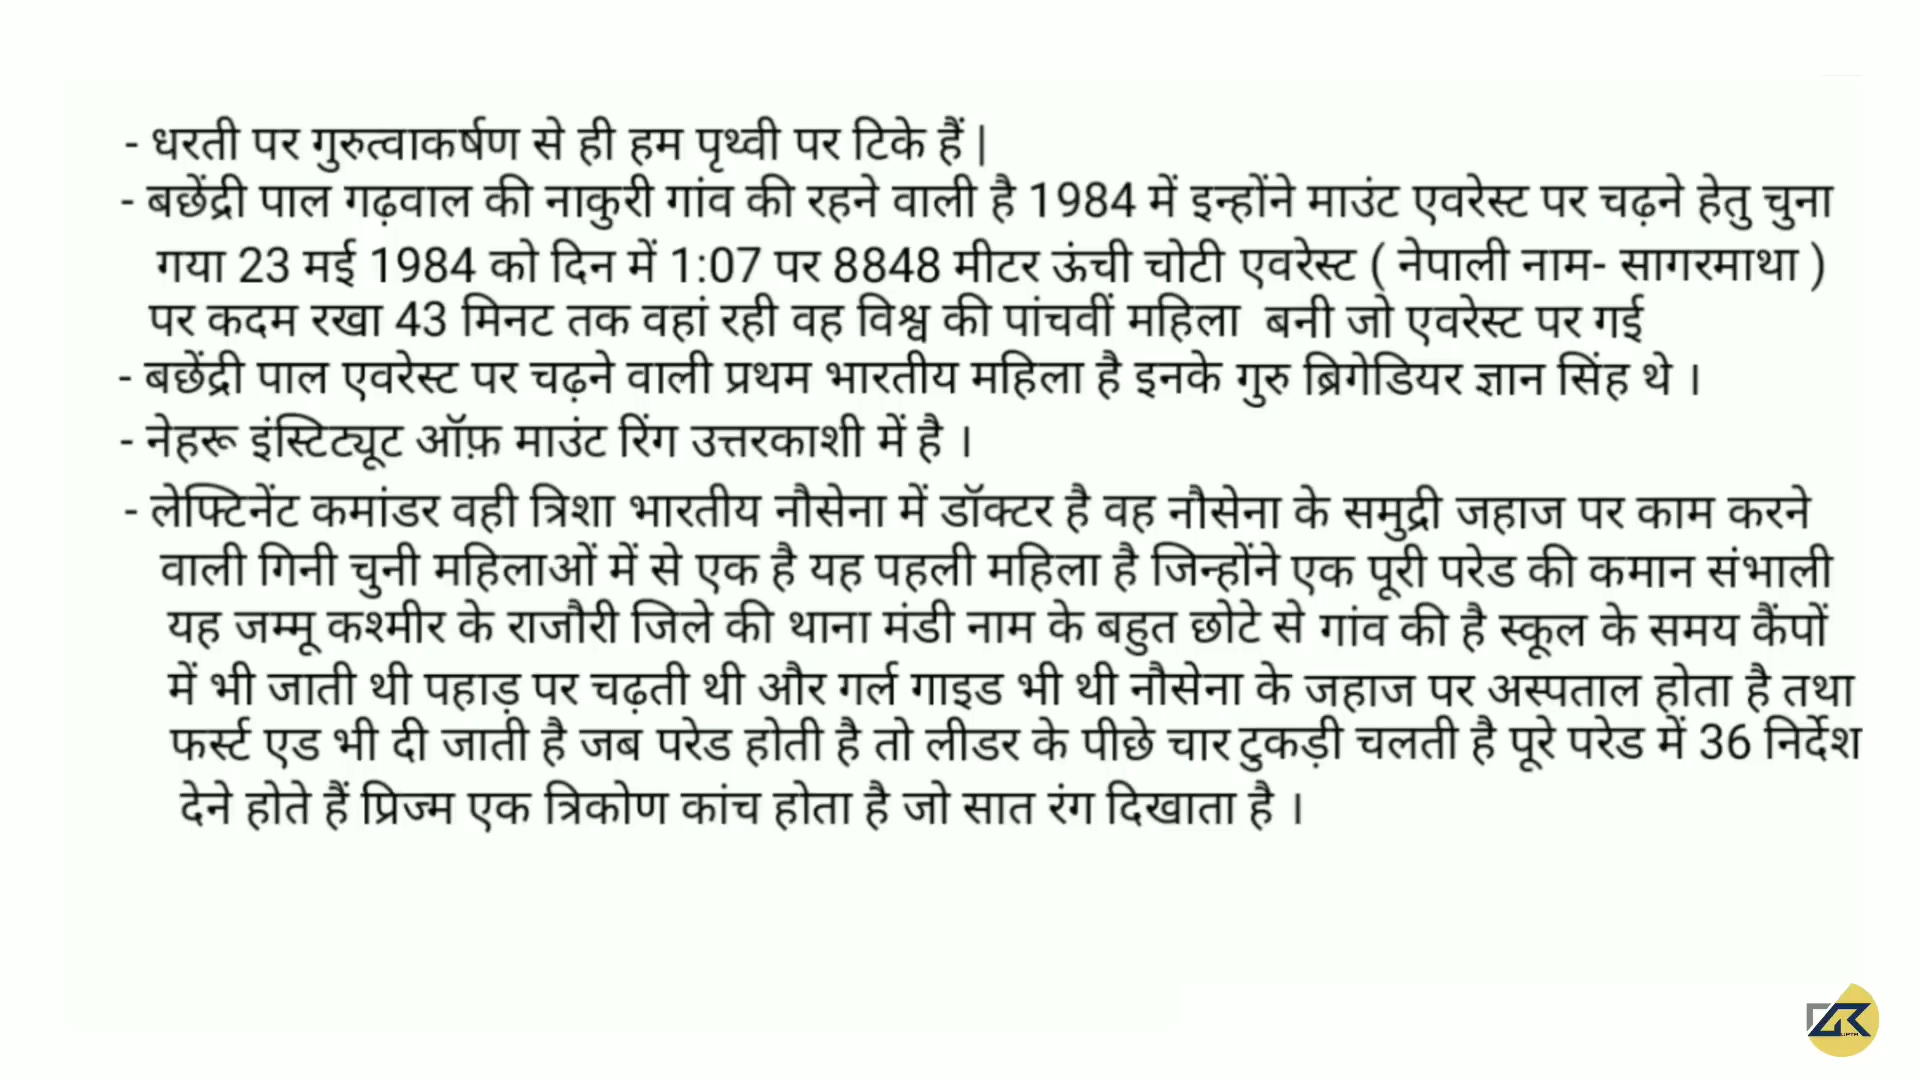 - धरती पर गुरुत्वाकर्षण से ही हम पृथ्वी पर टिके हैं |
- बछेंद्री पाल गढ़वाल की नाकुरी गांव की रहने वाली है 1984 में इन्होंने माउंट एवरेस्ट पर चढ़ने हेतु चुना
गया 23 मई 1984 को दिन में 1:07 पर 8848 मीटर ऊंची चोटी एवरेस्ट ( नेपाली नाम- सागरमाथा )
पर कदम रखा 43 मिनट तक वहां रही वह विश्व की पांचवीं महिला बनी जो एवरेस्ट पर गई
- बछेंद्री पाल एवरेस्ट पर चढ़ने वाली प्रथम भारतीय महिला है इनके गुरु ब्रिगेडियर ज्ञान सिंह थे ।
- नेहरू इंस्टिट्यूट ऑफ़ माउंट रिंग उत्तरकाशी में है ।
- लेफ्टिनेंट कमांडर वही त्रिशा भारतीय नौसेना में डॉक्टर है वह नौसेना के समुद्री जहाज पर काम करने
वाली गिनी चुनी महिलाओं में से एक है यह पहली महिला है जिन्होंने एक पूरी परेड की कमान संभाली
यह जम्मू कश्मीर के राजौरी जिले की थाना मंडी नाम के बहुत छोटे से गांव की है स्कूल के समय कैंपों
में भी जाती थी पहाड़ पर चढ़ती थी और गर्ल गाइड भी थी नौसेना के जहाज पर अस्पताल होता है तथा
फर्स्ट एड भी दी जाती है जब परेड होती है तो लीडर के पीछे चार टुकड़ी चलती है पूरे परेड में 36 निर्देश
देने होते हैं प्रिज्म एक त्रिकोण कांच होता है जो सात रंग दिखाता है ।